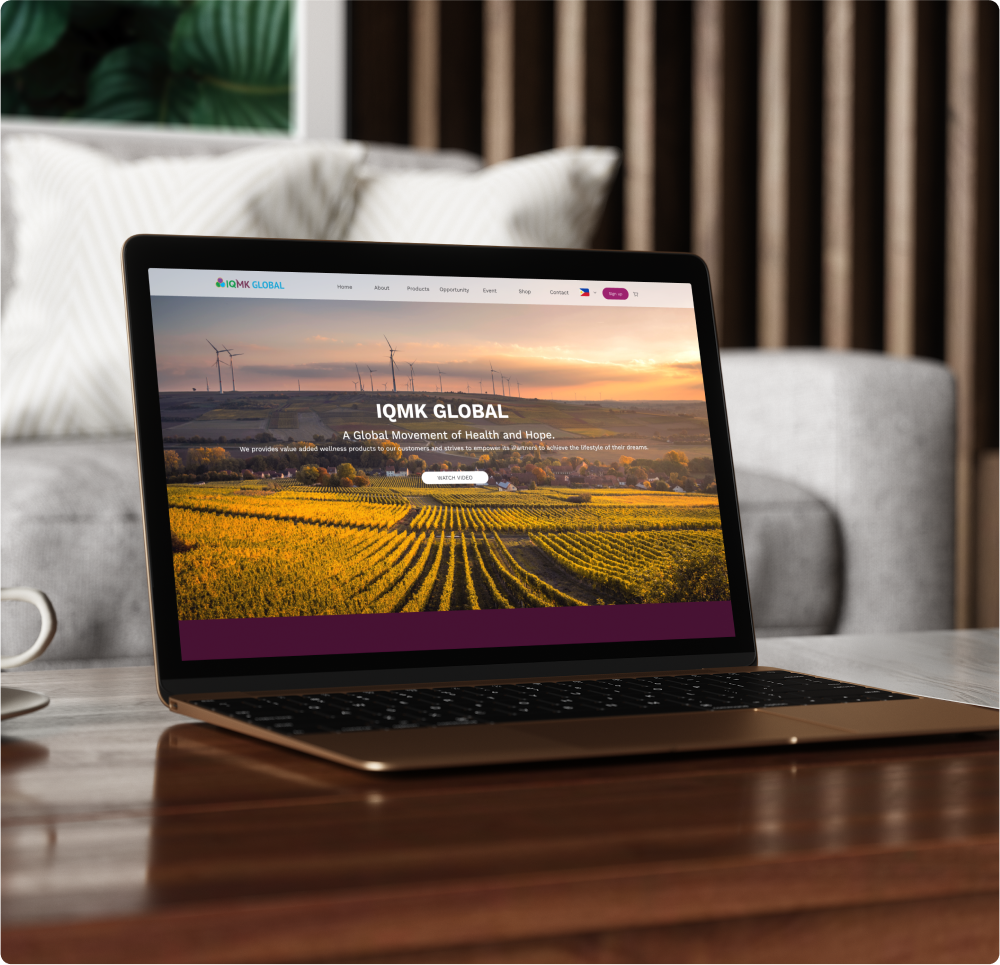 IQMK GLOBAL
Home About Products Opportunity Event Shop Contact Sign up
IQMK GLOBAL
A Global Movement of Health and Hope.
We provides value added wellness products to our customers and strives to empower its Partners to achieve the lifestyle of their dreams.
WATCH VIDEO